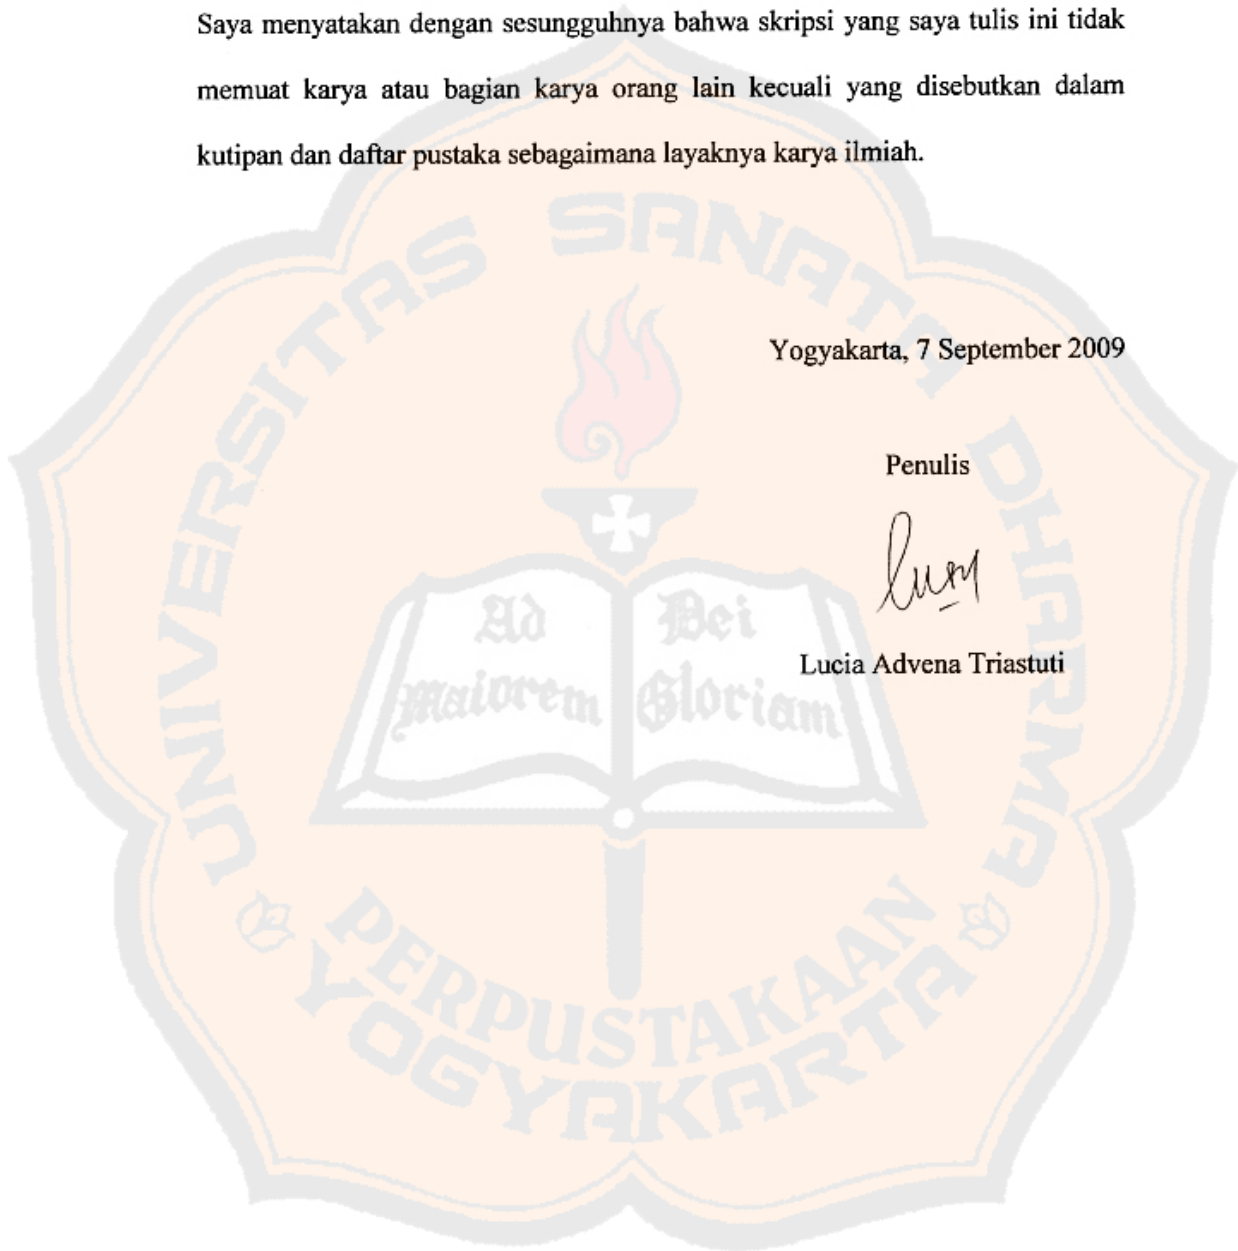 Saya menyatakan dengan sesungguhnya bahwa skripsi yang saya tulis ini tidak
memuat karya atau bagian karya orang lain kecuali yang disebutkan dalam
kutipan dan daftar pustaka sebagaimana layaknya karya ilmiah.
UNIVERSITAS SANATA DHARMA
Yogyakarta, 7 September 2009
Penulis
Lucia Advena Triastuti
Ad Dei
Maiorem Gloriam
PERPUSTAKAAN
YOGYAKARTA